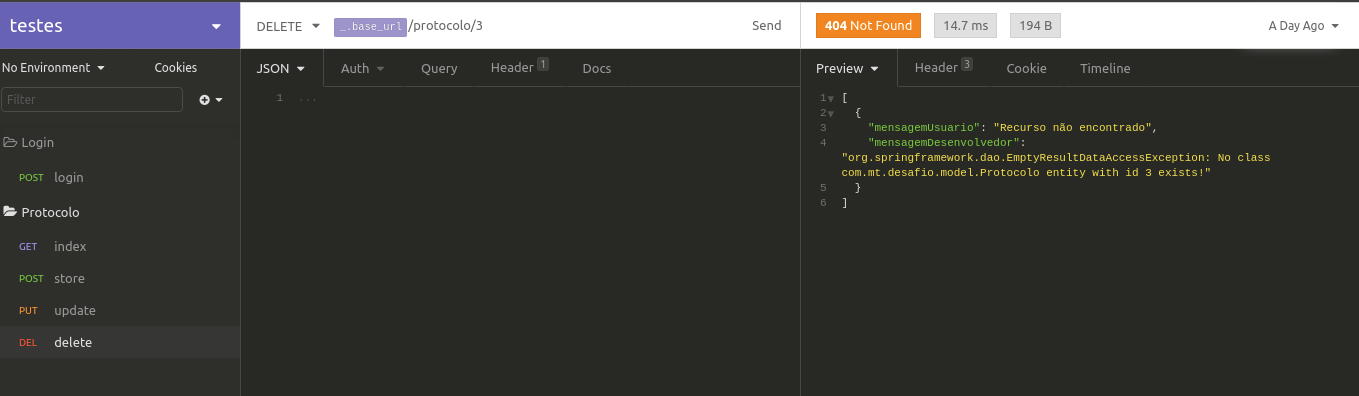 testes
DELETE _.base_url/protocolo/3 Send
404 Not Found 14.7 ms 194 B A Day Ago
No Environment Cookies
JSON Auth Query Header 1 Docs
Preview Header 3 Cookie Timeline
Filter
1 ...
Login
POST login
Protocolo
GET index
POST store
PUT update
DEL delete
1 [
2 {
3 "mensagemUsuario": "Recurso não encontrado",
4 "mensagemDesenvolvedor":
"org.springframework.dao.EmptyResultDataAccessException: No class
com.mt.desafio.model.Protocolo entity with id 3 exists!"
5 }
6 ]